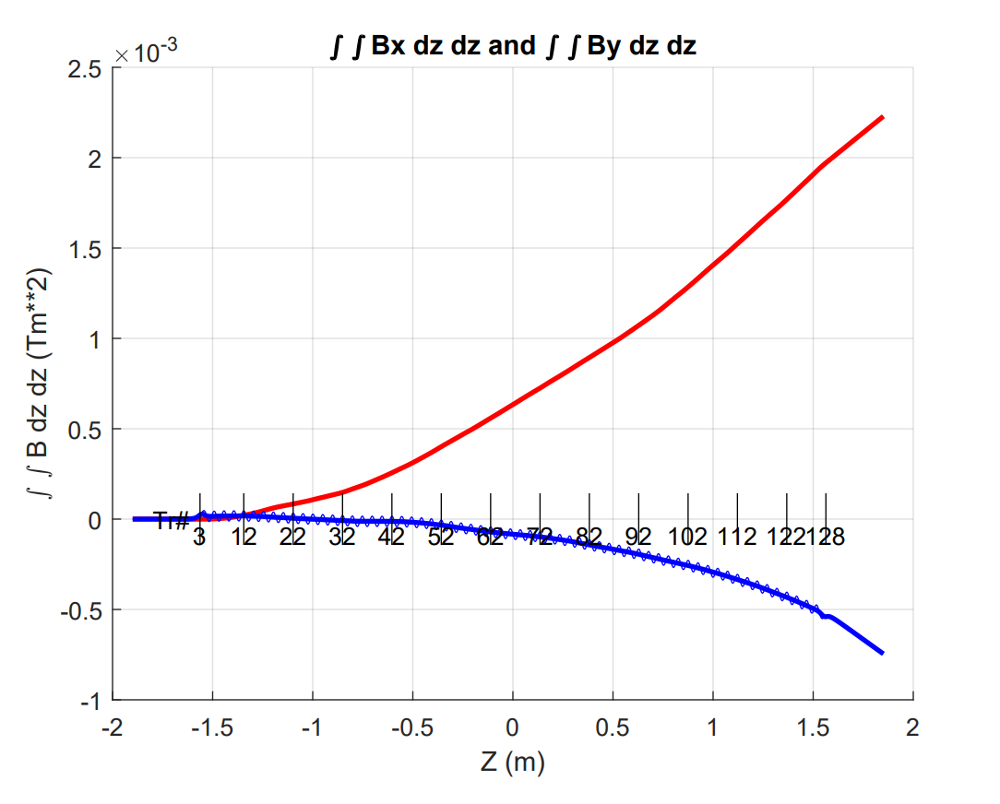 ∫ ∫ Bx dz dz and ∫ ∫ By dz dz
×10-3
2.5
2
1.5
1
0.5
0
-0.5
-1
∫ ∫ B dz dz (Tm**2)
Tr# 3 12 22 32 42 52 62 72 82 92 102 112 122 128
-2 -1.5 -1 -0.5 0 0.5 1 1.5 2
Z (m)